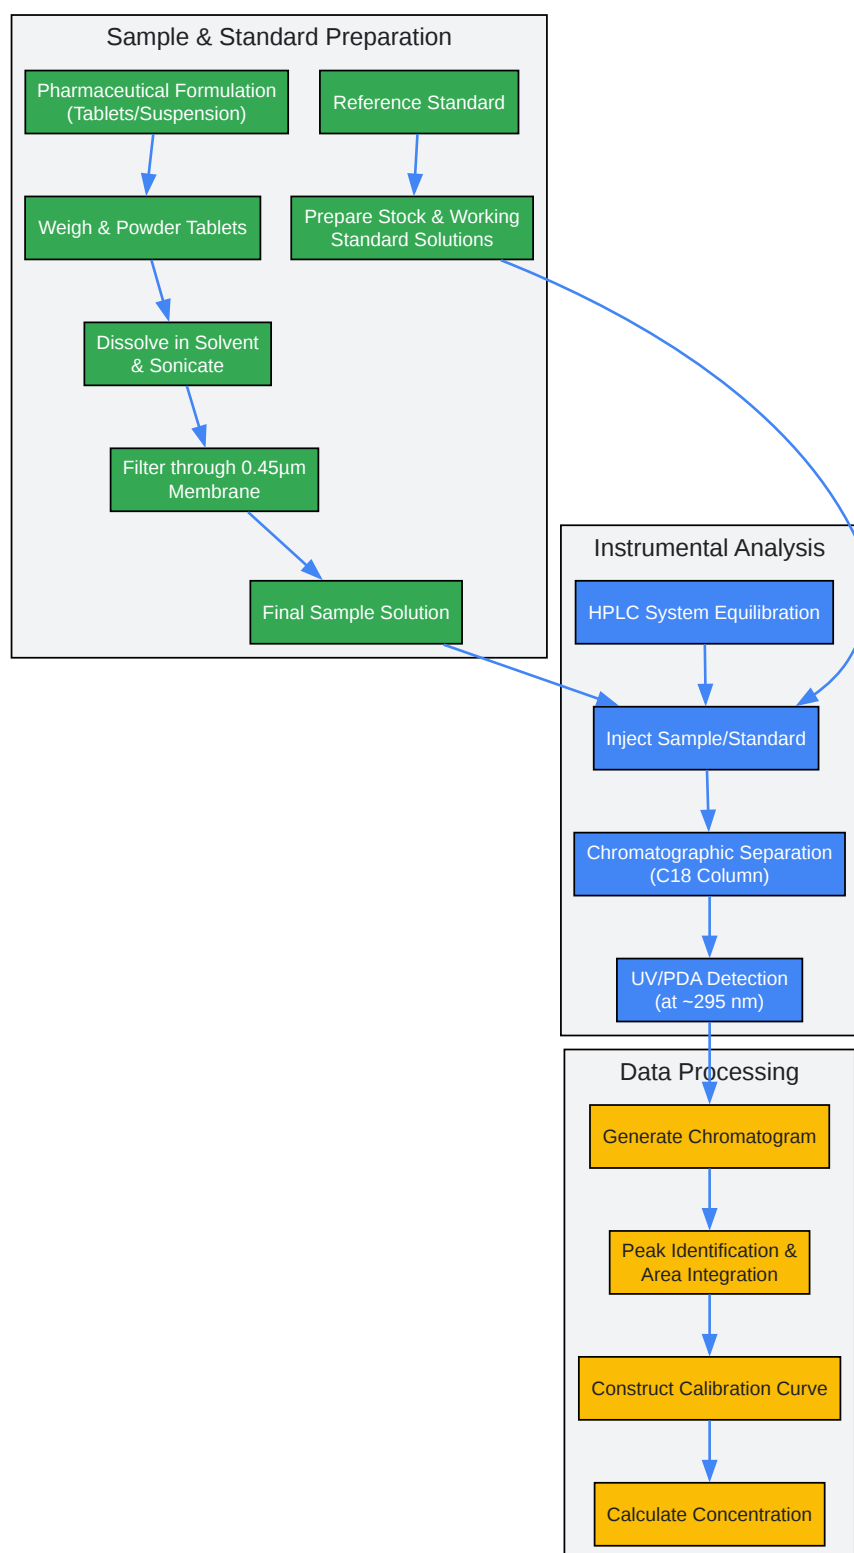 Sample & Standard Preparation
Pharmaceutical Formulation
(Tablets/Suspension)
Reference Standard
Weigh & Powder Tablets
Prepare Stock & Working
Standard Solutions
Dissolve in Solvent
& Sonicate
Filter through 0.45µm
Membrane
Final Sample Solution
Instrumental Analysis
HPLC System Equilibration
Inject Sample/Standard
Chromatographic Separation
(C18 Column)
UV/PDA Detection
(at ~295 nm)
Data Processing
Generate Chromatogram
Peak Identification &
Area Integration
Construct Calibration Curve
Calculate Concentration